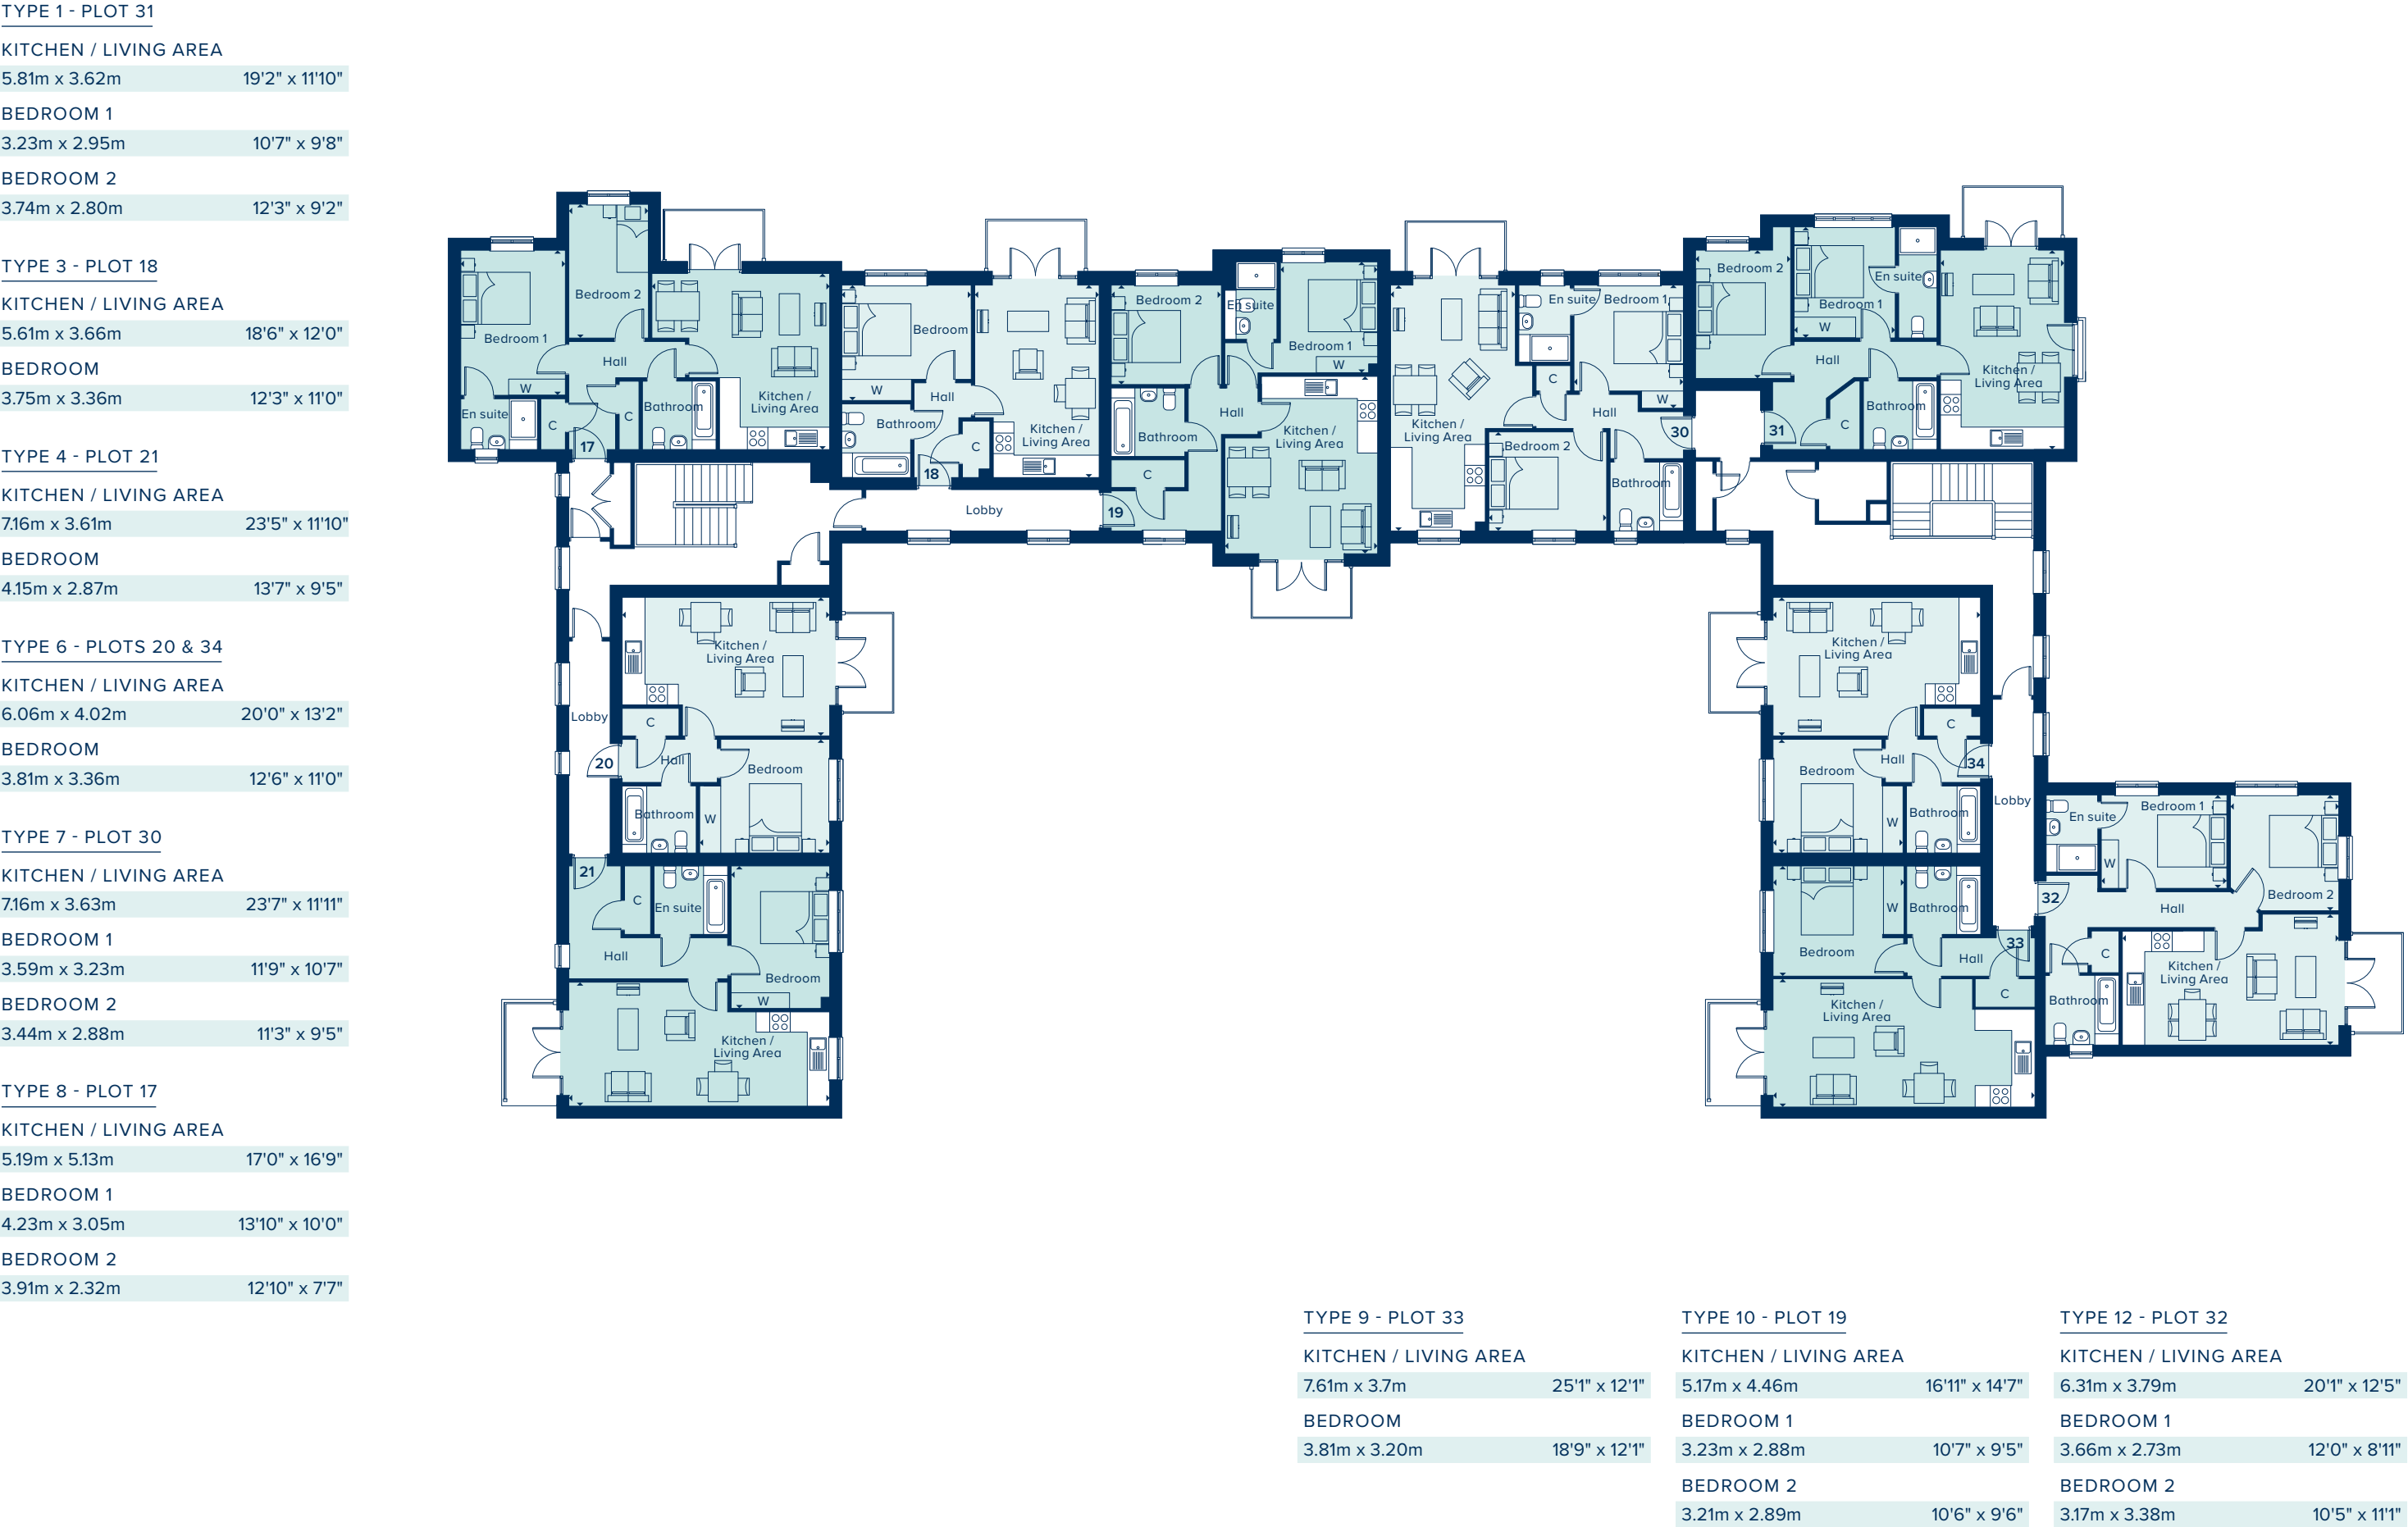 TYPE 1 - PLOT 31
KITCHEN / LIVING AREA
5.81m x 3.62m 19'2" x 11'10"
BEDROOM 1
3.23m x 2.95m 10'7" x 9'8"
BEDROOM 2
3.74m x 2.80m 12'3" x 9'2"
TYPE 3 - PLOT 18
KITCHEN / LIVING AREA
5.61m x 3.66m 18'6" x 12'0"
BEDROOM
3.75m x 3.36m 12'3" x 11'0"
TYPE 4 - PLOT 21
KITCHEN / LIVING AREA
7.16m x 3.61m 23'5" x 11'10"
BEDROOM
4.15m x 2.87m 13'7" x 9'5"
TYPE 6 - PLOTS 20 & 34
KITCHEN / LIVING AREA
6.06m x 4.02m 20'0" x 13'2"
BEDROOM
3.81m x 3.36m 12'6" x 11'0"
TYPE 7 - PLOT 30
KITCHEN / LIVING AREA
7.16m x 3.63m 23'7" x 11'11"
BEDROOM 1
3.59m x 3.23m 11'9" x 10'7"
BEDROOM 2
3.44m x 2.88m 11'3" x 9'5"
TYPE 8 - PLOT 17
KITCHEN / LIVING AREA
5.19m x 5.13m 17'0" x 16'9"
BEDROOM 1
4.23m x 3.05m 13'10" x 10'0"
BEDROOM 2
3.91m x 2.32m 12'10" x 7'7"
Bedroom 2
Bedroom 1
Hall
W
En suite
C
C
Bathroom
Kitchen /
Living Area
17
Bedroom
W
Hall
Bathroom
C
Kitchen /
Living Area
18
Lobby
Bedroom 2
En suite
Bedroom 1
W
Hall
Bathroom
C
Kitchen /
Living Area
19
En suite
Bedroom 1
C
W
Hall
Kitchen /
Living Area
Bedroom 2
Bathroom
30
Bedroom 2
Bedroom 1
W
En suite
Hall
Kitchen /
Living Area
Bathroom
C
31
Kitchen /
Living Area
C
Lobby
20
Hall
Bedroom
Bathroom
W
21
C
En suite
Hall
Bedroom
W
Kitchen /
Living Area
Kitchen /
Living Area
C
Hall
34
Bedroom
W
Bathroom
Lobby
W
Bathroom
Bedroom
Hall
33
C
Kitchen /
Living Area
En suite
Bedroom 1
W
Bedroom 2
32
Hall
C
Kitchen /
Living Area
Bathroom
TYPE 9 - PLOT 33
KITCHEN / LIVING AREA
7.61m x 3.7m 25'1" x 12'1"
BEDROOM
3.81m x 3.20m 18'9" x 12'1"
TYPE 10 - PLOT 19
KITCHEN / LIVING AREA
5.17m x 4.46m 16'11" x 14'7"
BEDROOM 1
3.23m x 2.88m 10'7" x 9'5"
BEDROOM 2
3.21m x 2.89m 10'6" x 9'6"
TYPE 12 - PLOT 32
KITCHEN / LIVING AREA
6.31m x 3.79m 20'1" x 12'5"
BEDROOM 1
3.66m x 2.73m 12'0" x 8'11"
BEDROOM 2
3.17m x 3.38m 10'5" x 11'1"